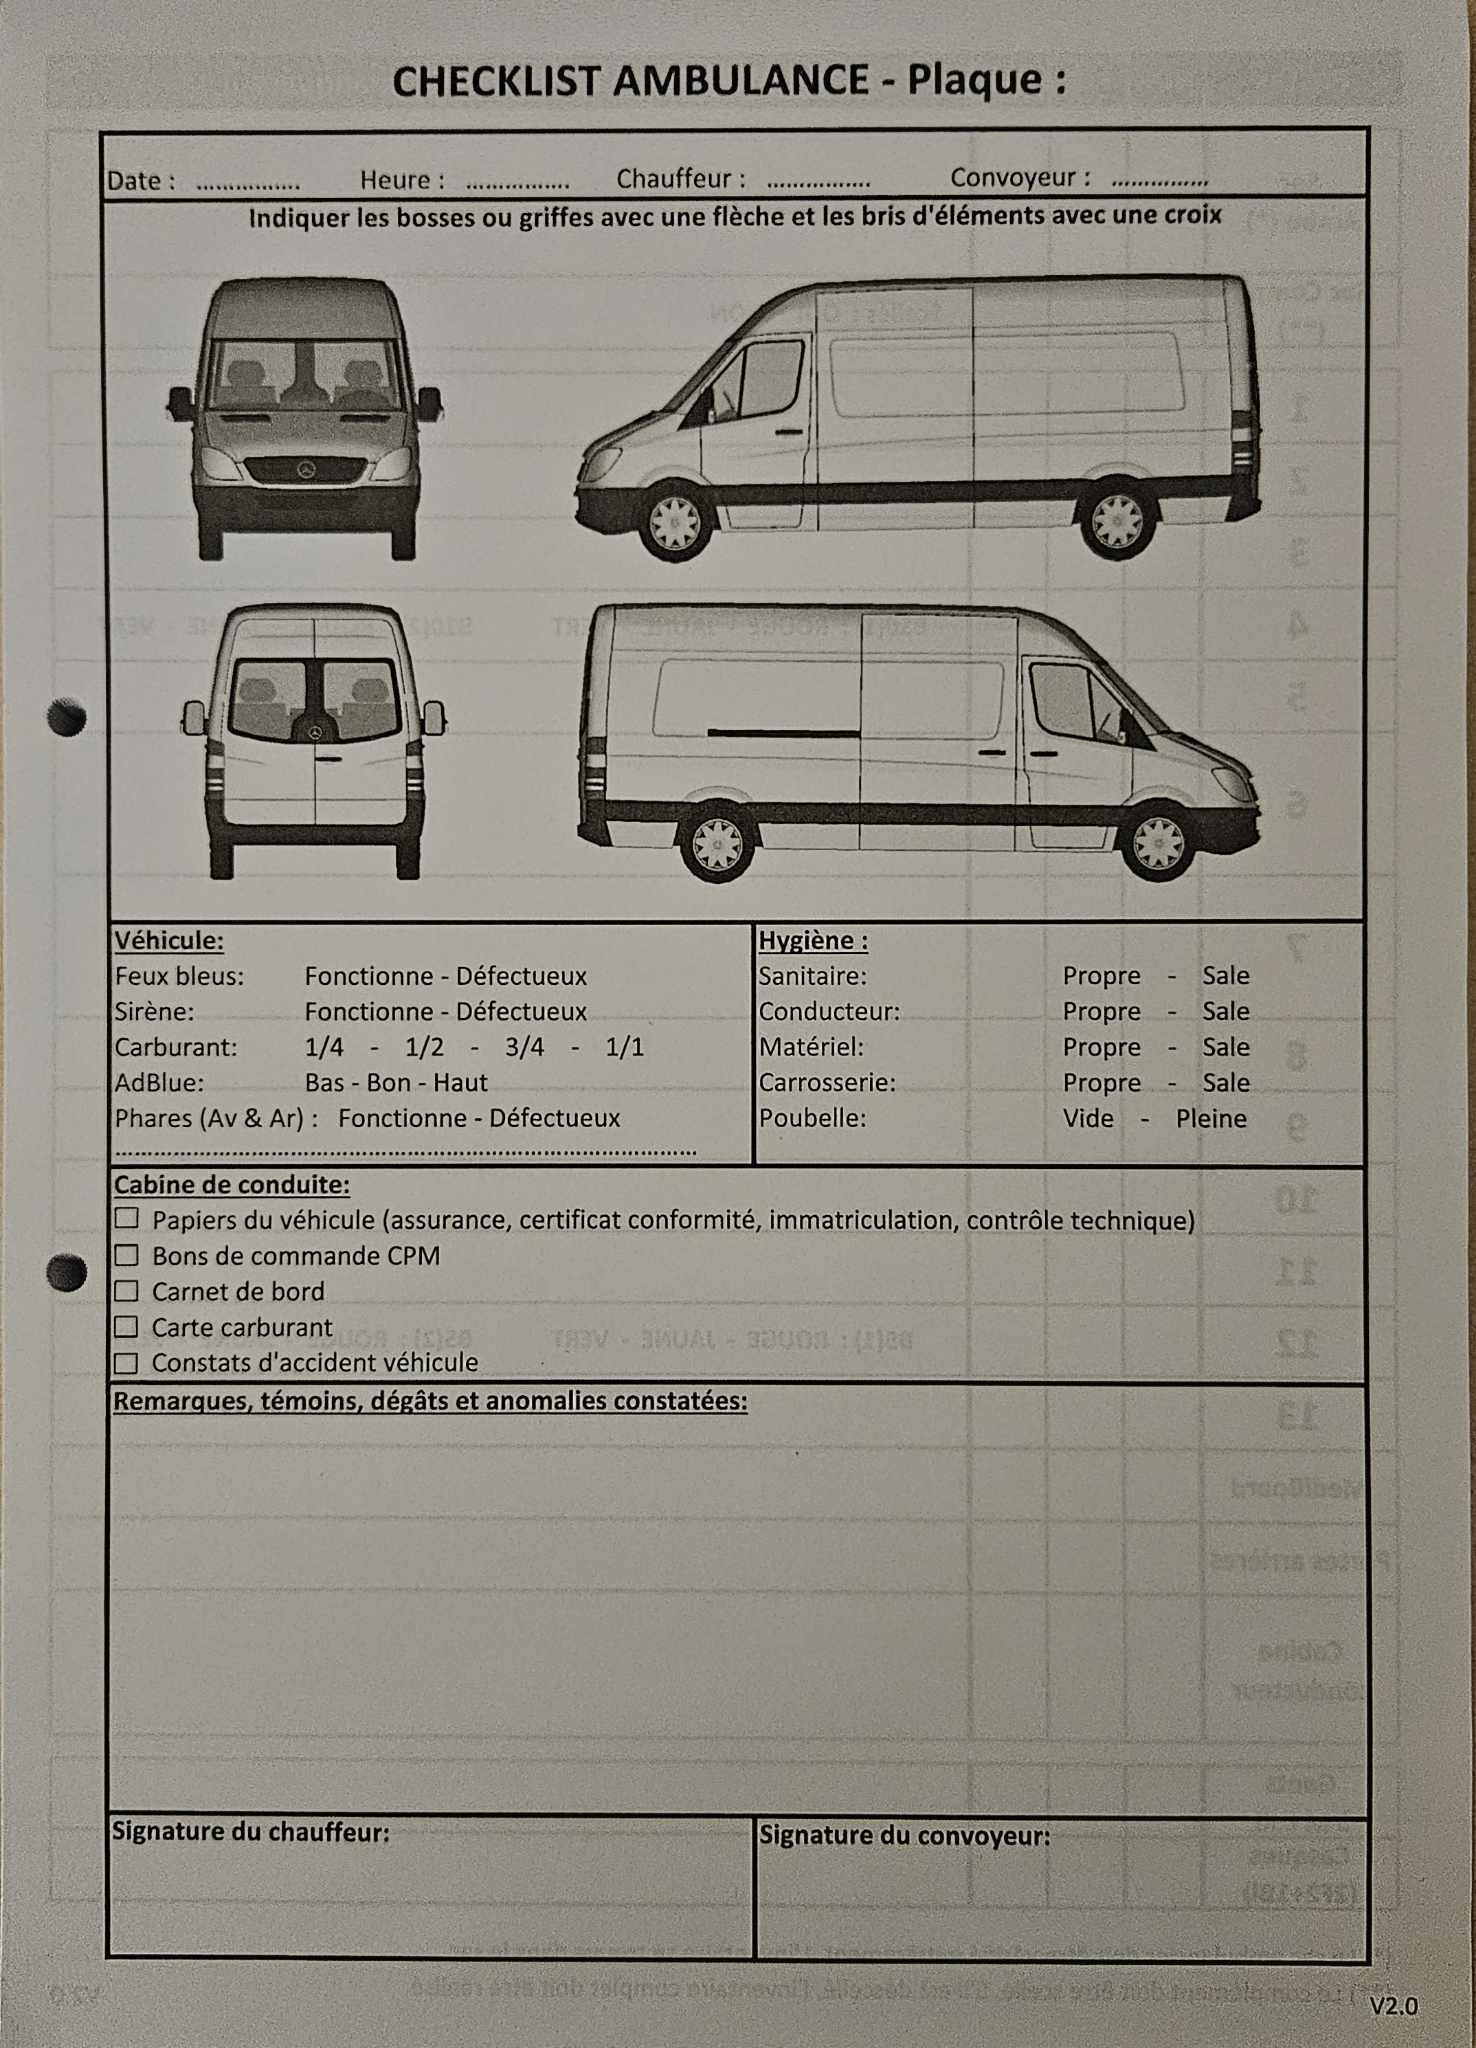 CHECKLIST AMBULANCE - Plaque :
Date : ................ Heure : ................ Chauffeur : ................ Convoyeur : ...............
Indiquer les bosses ou griffes avec une flèche et les bris d'éléments avec une croix
Véhicule:
Feux bleus: Fonctionne - Défectueux
Sirène: Fonctionne - Défectueux
Carburant: 1/4 - 1/2 - 3/4 - 1/1
AdBlue: Bas - Bon - Haut
Phares (Av & Ar) : Fonctionne - Défectueux
..........................................................................................
Hygiène :
Sanitaire: Propre - Sale
Conducteur: Propre - Sale
Matériel: Propre - Sale
Carrosserie: Propre - Sale
Poubelle: Vide - Pleine
Cabine de conduite:
☐ Papiers du véhicule (assurance, certificat conformité, immatriculation, contrôle technique)
☐ Bons de commande CPM
☐ Carnet de bord
☐ Carte carburant
☐ Constats d'accident véhicule
Remarques, témoins, dégâts et anomalies constatées:
Signature du chauffeur:
Signature du convoyeur:
V2.0